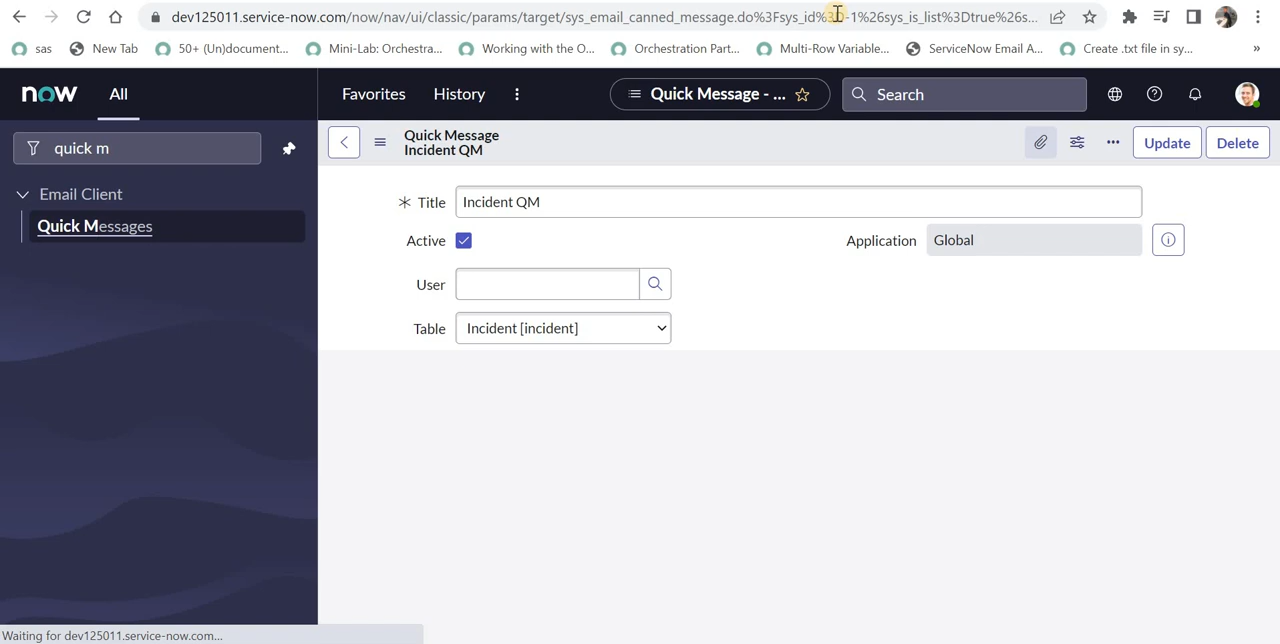 dev125011.service-now.com/now/nav/ui/classic/params/target/sys_email_canned_message.do%3Fsys_id%3D-1%26sys_is_list%3Dtrue%26s...
sas
New Tab
50+ (Un)document...
Mini-Lab: Orchestra...
Working with the O...
Orchestration Part...
Multi-Row Variable...
ServiceNow Email A...
Create .txt file in sy...
»
now
All
Favorites
History
Quick Message - ...
Search
quick m
Quick Message
Incident QM
Update
Delete
Email Client
Quick Messages
Title
Incident QM
Active
Application
Global
User
Table
Incident [incident]
Waiting for dev125011.service-now.com...